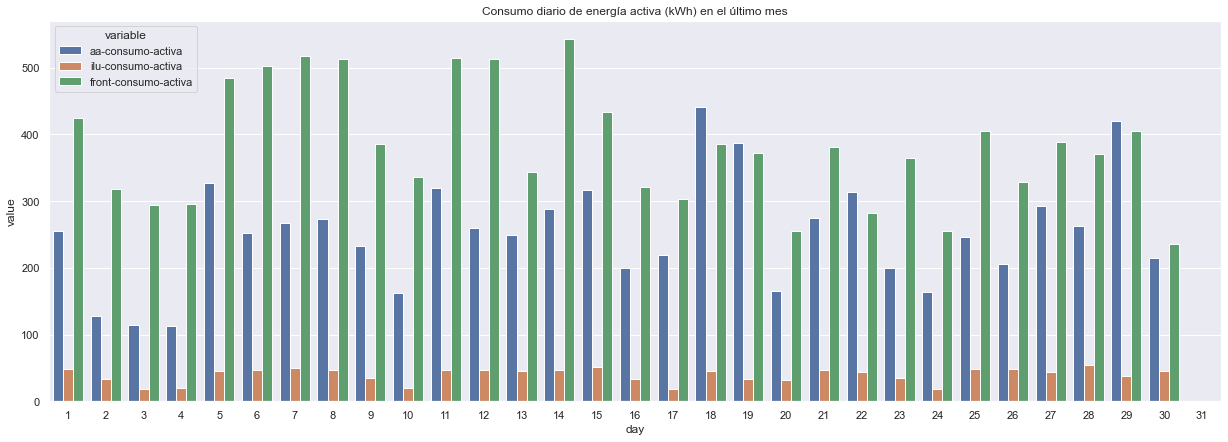 Consumo diario de energía activa (kWh) en el último mes
variable
aa-consumo-activa
ilu-consumo-activa
front-consumo-activa
value
500
400
300
200
100
0
1 2 3 4 5 6 7 8 9 10 11 12 13 14 15 16 17 18 19 20 21 22 23 24 25 26 27 28 29 30 31
day